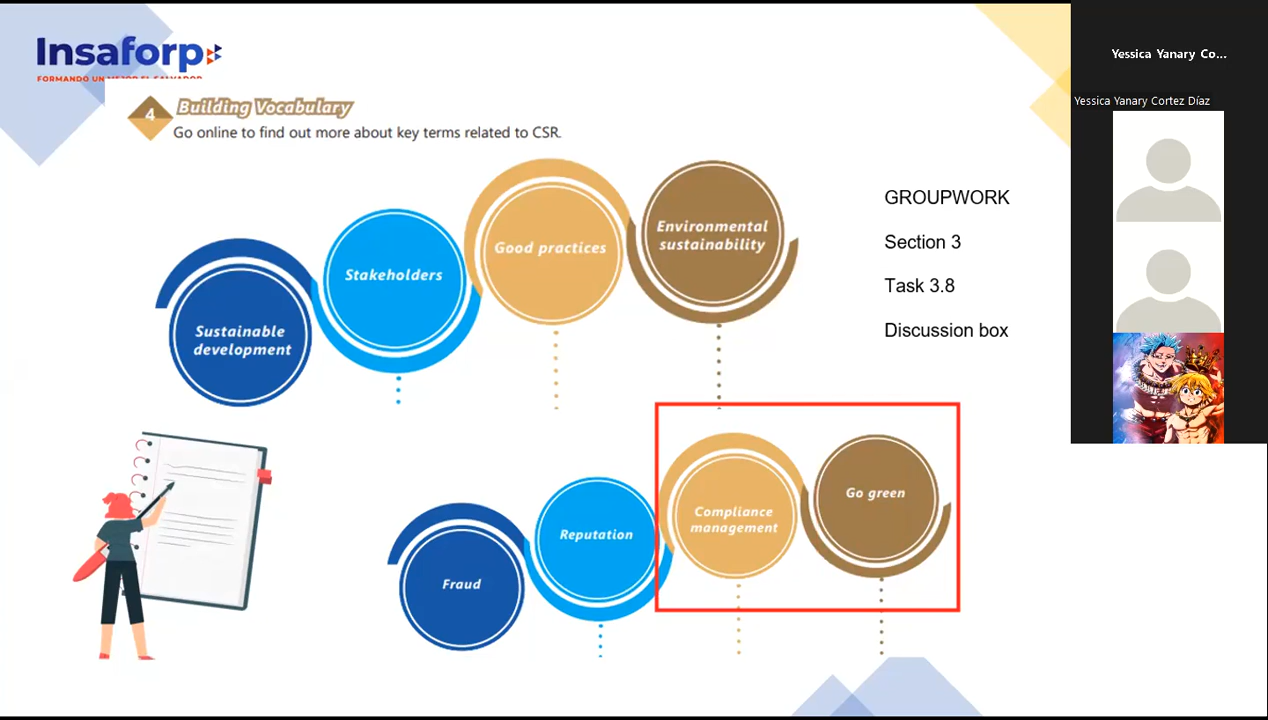 Insaforp
FORMANDO UN MEJOR EL SALVADOR
4
Building Vocabulary
Go online to find out more about key terms related to CSR.
Sustainable
development
Stakeholders
Good practices
Environmental
sustainability
GROUPWORK
Section 3
Task 3.8
Discussion box
Fraud
Reputation
Compliance
management
Go green
Yessica Yanary Co...
Yessica Yanary Cortez Díaz